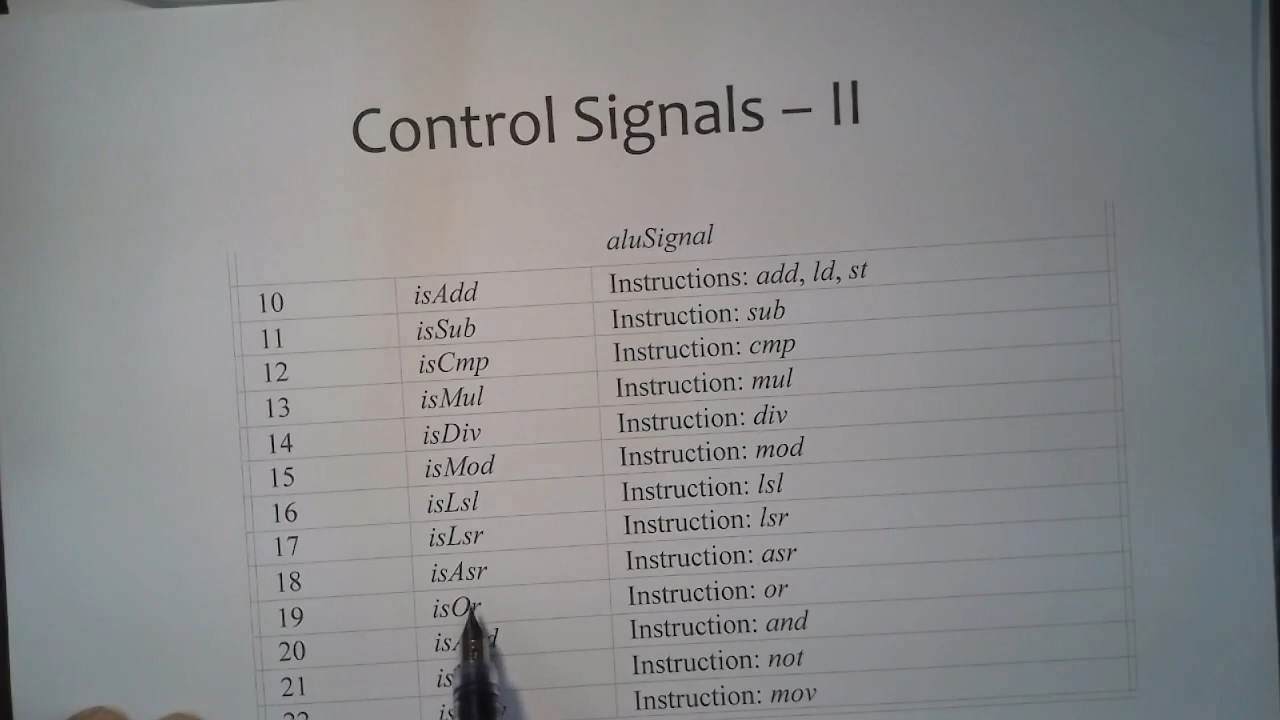 Control Signals – II
aluSignal
10 isAdd Instructions: add, ld, st
11 isSub Instruction: sub
12 isCmp Instruction: cmp
13 isMul Instruction: mul
14 isDiv Instruction: div
15 isMod Instruction: mod
16 isLsl Instruction: lsl
17 isLsr Instruction: lsr
18 isAsr Instruction: asr
19 isOr Instruction: or
20 Instruction: and
21 Instruction: not
Instruction: mov